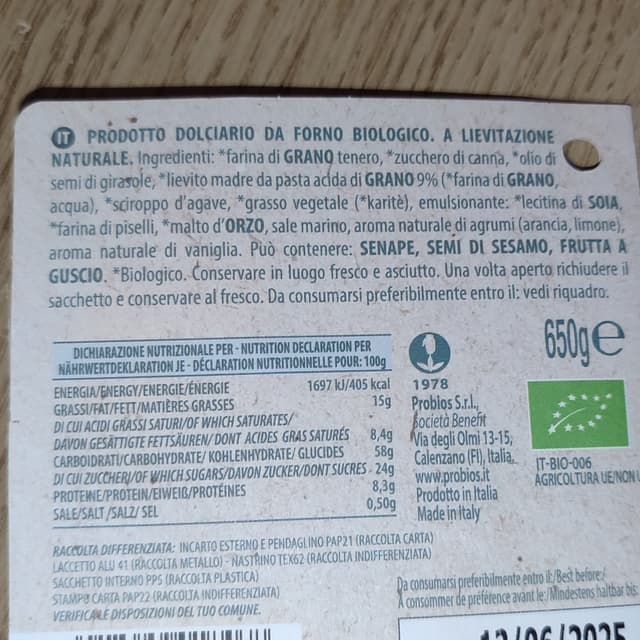 IT PRODOTTO DOLCIARIO DA FORNO BIOLOGICO. A LIEVITAZIONE
NATURALE. Ingredienti: *farina di GRANO tenero, *zucchero di canna, *olio di
semi di girasole, *lievito madre da pasta acida di GRANO 9% (*farina di GRANO,
acqua), *sciroppo d'agave, *grasso vegetale (*karitè), emulsionante: *lecitina di SOIA,
*farina di piselli, *malto d'ORZO, sale marino, aroma naturale di agrumi (arancia, limone),
aroma naturale di vaniglia. Può contenere: SENAPE, SEMI DI SESAMO, FRUTTA A
GUSCIO. *Biologico. Conservare in luogo fresco e asciutto. Una volta aperto richiudere il
sacchetto e conservare al fresco. Da consumarsi preferibilmente entro il: vedi riquadro.
DICHIARAZIONE NUTRIZIONALE PER - NUTRITION DECLARATION PER
NÄHRWERTDEKLARATION JE - DÉCLARATION NUTRITIONNELLE POUR: 100g
ENERGIA/ENERGY/ENERGIE/ÉNERGIE 1697 kJ/405 kcal
GRASSI/FAT/FETT/MATIÈRES GRASSES 15g
DI CUI ACIDI GRASSI SATURI/OF WHICH SATURATES/
DAVON GESÄTTIGTE FETTSÄUREN/DONT ACIDES GRAS SATURÉS 8,4g
CARBOIDRATI/CARBOHYDRATE/KOHLENHYDRATE/GLUCIDES 58g
DI CUI ZUCCHERI/OF WHICH SUGARS/DAVON ZUCKER/DONT SUCRES 24g
PROTEINE/PROTEIN/EIWEIß/PROTÉINES 8,3g
SALE/SALT/SALZ/SEL 0,50g
650g e
1978
Probios S.r.l.,
Società Benefit
Via degli Olmi 13-15,
Calenzano (FI), Italia.
www.probios.it
Prodotto in Italia
Made in Italy
IT-BIO-006
AGRICOLTURA UE/NON U
RACCOLTA DIFFERENZIATA: INCARTO ESTERNO E PENDAGLINO PAP21 (RACCOLTA CARTA)
LACCETTO ALU 41 (RACCOLTA METALLO) - NASTRINO TEX62 (RACCOLTA INDIFFERENZIATA)
SACCHETTO INTERNO PP5 (RACCOLTA PLASTICA)
STAMPO CARTA PAP22 (RACCOLTA INDIFFERENZIATA)
VERIFICA LE DISPOSIZIONI DEL TUO COMUNE.
Da consumarsi preferibilmente entro il:/Best before:/
A consommer de préférence avant le:/Mindestens haltbar bis:
12/06/2025